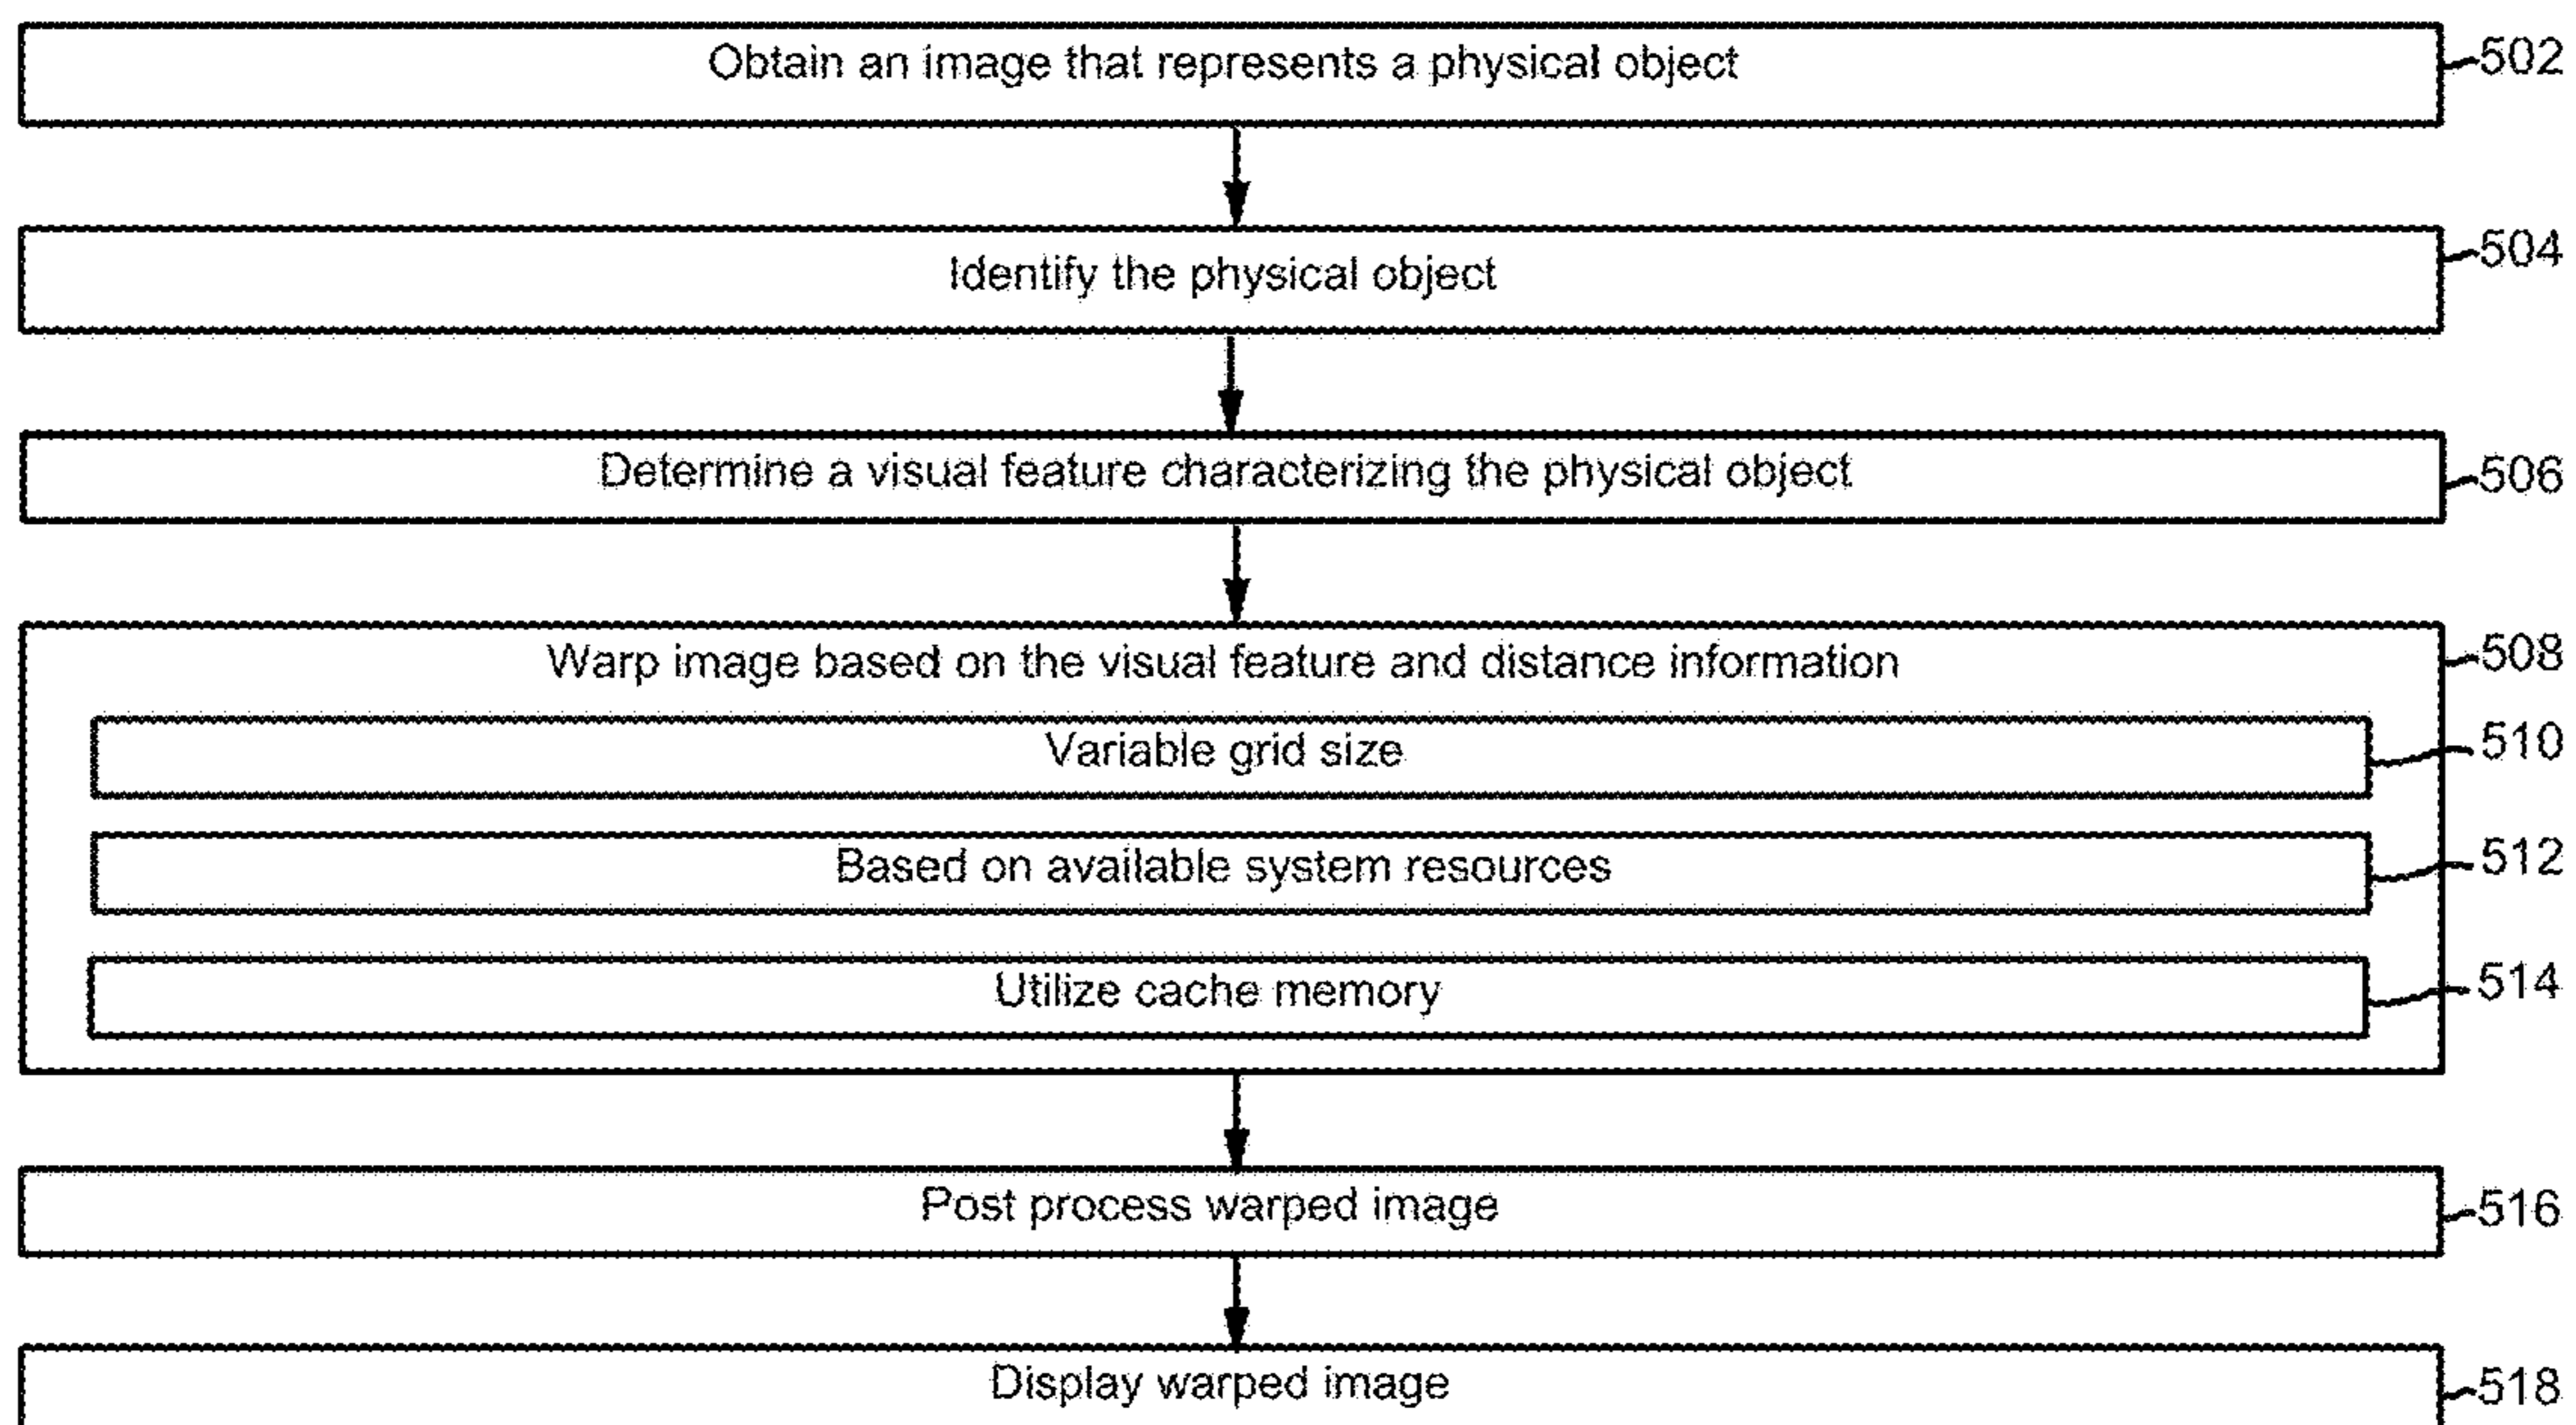 Obtain an image that represents a physical object 502
Identify the physical object 504
Determine a visual feature characterizing the physical object 506
Warp image based on the visual feature and distance information 508
Variable grid size 510
Based on available system resources 512
Utilize cache memory 514
Post process warped image 516
Display warped image 518